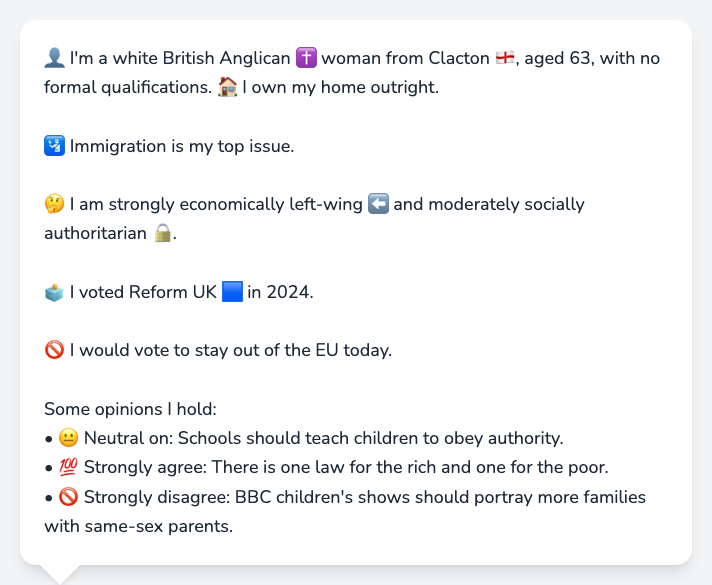 👤 I'm a white British Anglican ✝️ woman from Clacton 🏴󠁧󠁢󠁥󠁮󠁧󠁿, aged 63, with no
formal qualifications. 🏠 I own my home outright.
🛂 Immigration is my top issue.
🤔 I am strongly economically left-wing ⬅️ and moderately socially
authoritarian 🔒.
🗳️ I voted Reform UK 🟦 in 2024.
🚫 I would vote to stay out of the EU today.
Some opinions I hold:
• 😐 Neutral on: Schools should teach children to obey authority.
• 💯 Strongly agree: There is one law for the rich and one for the poor.
• 🚫 Strongly disagree: BBC children's shows should portray more families
with same-sex parents.